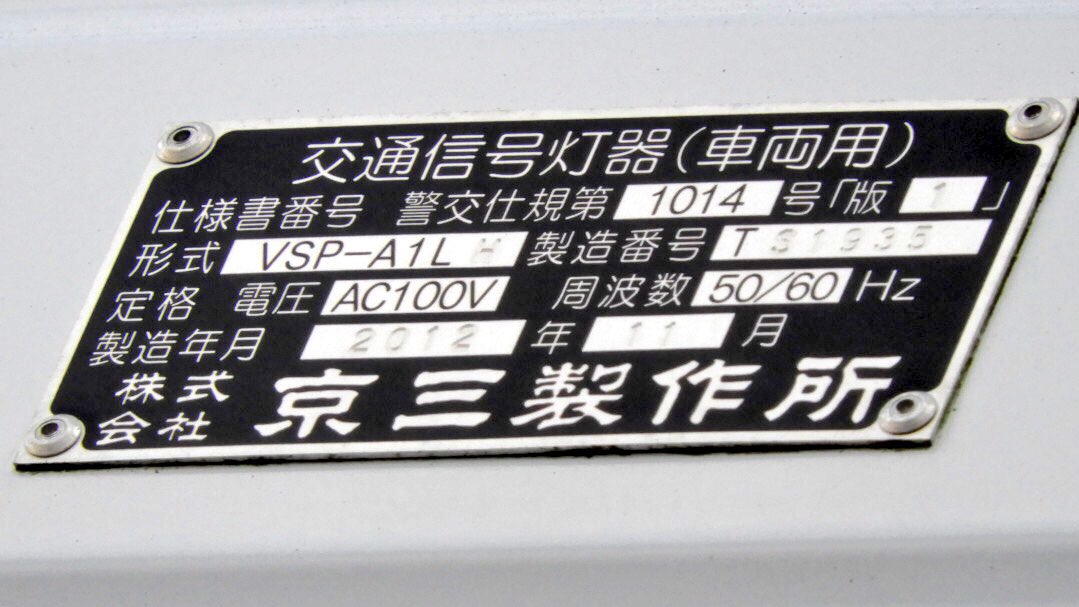 交通信号灯器(車両用)
仕様書番号 警交仕規第 1014 号「版 1」
形式 VSP-A1L H 製造番号 T S1935
定格 電圧 AC100V 周波数 50/60 Hz
製造年月 2012 年 11 月
株式会社 京三製作所